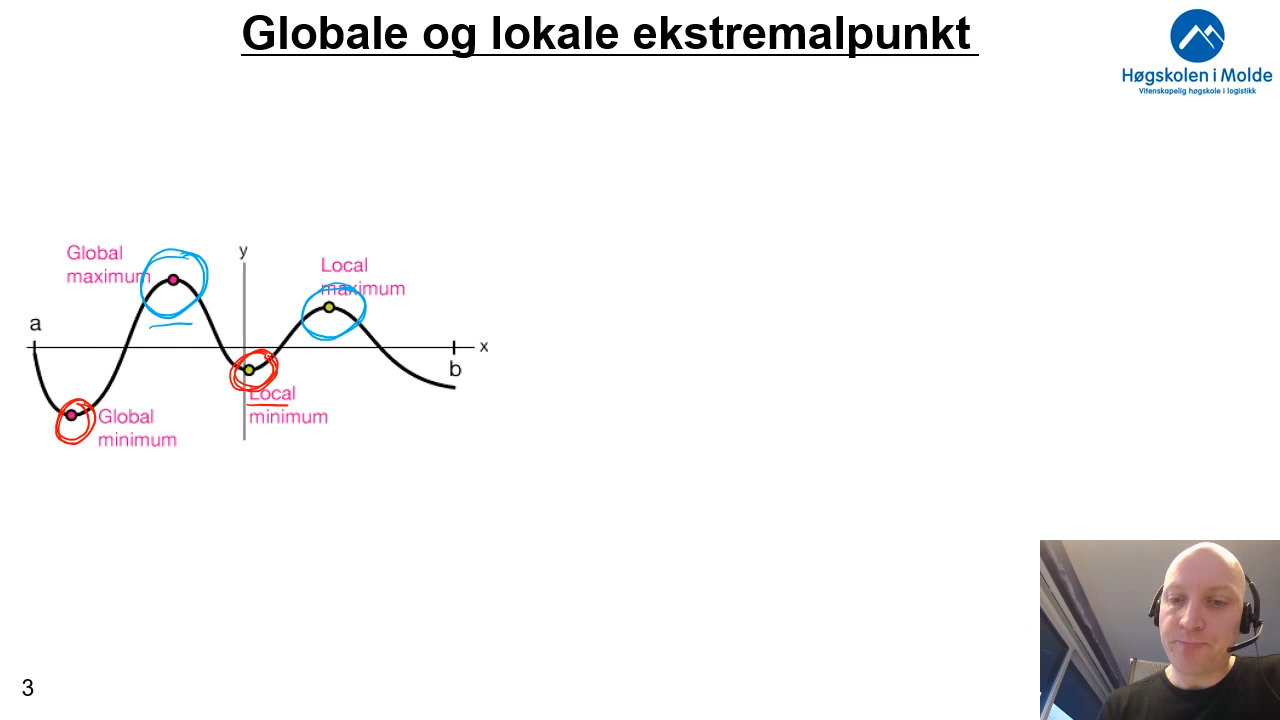 Globale og lokale ekstremalpunkt
Høgskolen i Molde
Vitenskapelig høgskole i logistikk
Global
maximum
y
Local
maximum
a
x
b
Local
minimum
Global
minimum
3